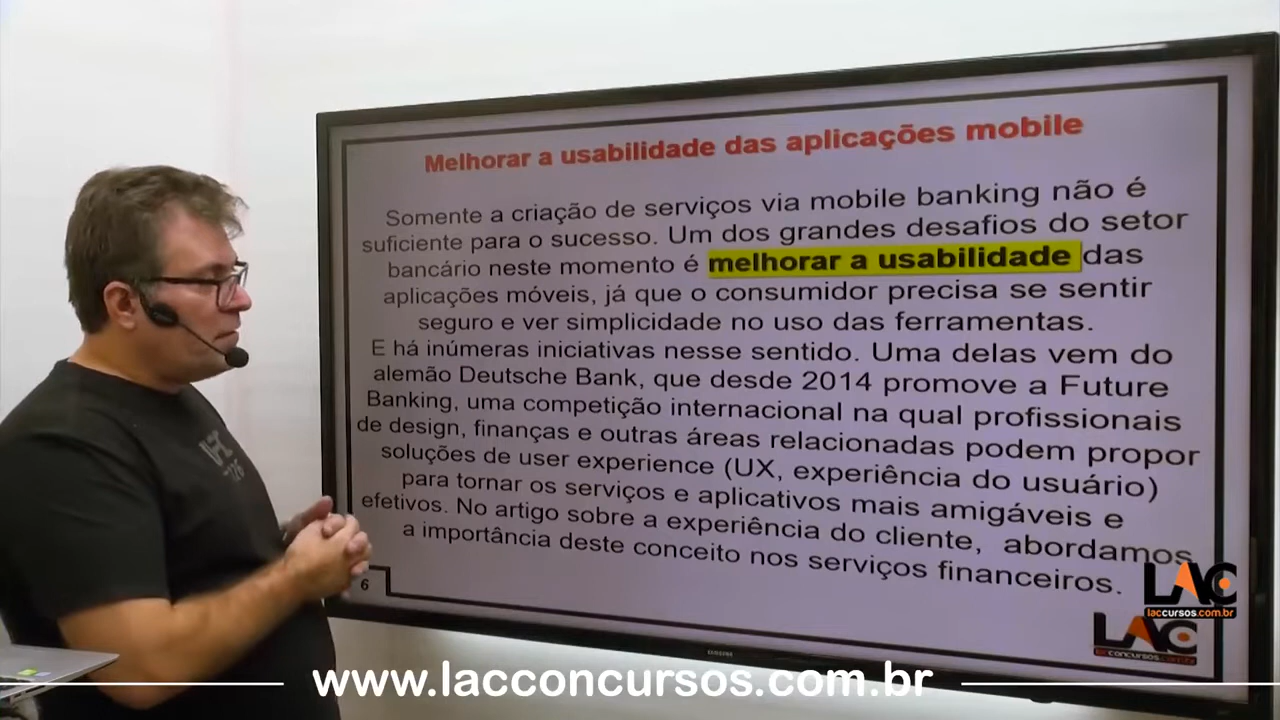 Melhorar a usabilidade das aplicações mobile
Somente a criação de serviços via mobile banking não é
suficiente para o sucesso. Um dos grandes desafios do setor
bancário neste momento é melhorar a usabilidade das
aplicações móveis, já que o consumidor precisa se sentir
seguro e ver simplicidade no uso das ferramentas.
E há inúmeras iniciativas nesse sentido. Uma delas vem do
alemão Deutsche Bank, que desde 2014 promove a Future
Banking, uma competição internacional na qual profissionais
de design, finanças e outras áreas relacionadas podem propor
soluções de user experience (UX, experiência do usuário)
para tornar os serviços e aplicativos mais amigáveis e
efetivos. No artigo sobre a experiência do cliente, abordamos
a importância deste conceito nos serviços financeiros.
6
LAC
laccursos.com.br
LAC
lacconcursos.com.br
SAMSUNG
www.lacconcursos.com.br